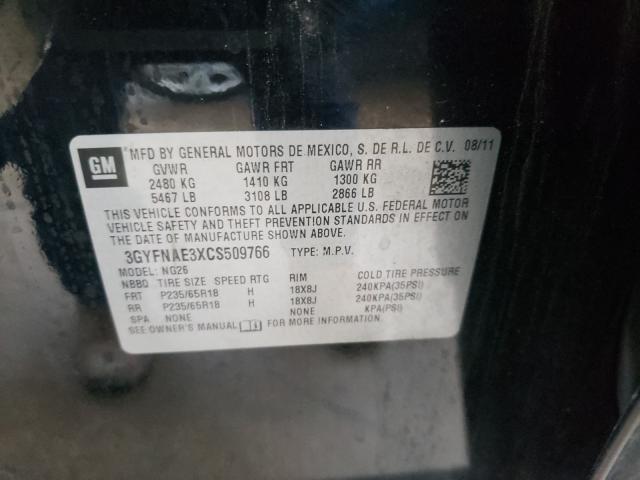 GM
MFD BY GENERAL MOTORS DE MEXICO, S. DE R.L. DE C.V. 08/11
GVWR GAWR FRT GAWR RR
2480 KG 1410 KG 1300 KG
5467 LB 3108 LB 2866 LB
THIS VEHICLE CONFORMS TO ALL APPLICABLE U.S. FEDERAL MOTOR
VEHICLE SAFETY AND THEFT PREVENTION STANDARDS IN EFFECT ON
THE DATE OF MANUFACTURE SHOWN ABOVE.
3GYFNAE3XCS509766 TYPE: M.P.V.
MODEL: NG26
NBBQ TIRE SIZE SPEED RTG RIM COLD TIRE PRESSURE
FRT P235/65R18 H 18X8J 240KPA(35PSI)
RR P235/65R18 H 18X8J 240KPA(35PSI)
SPA NONE NONE KPA(PSI)
SEE OWNER'S MANUAL FOR MORE INFORMATION.